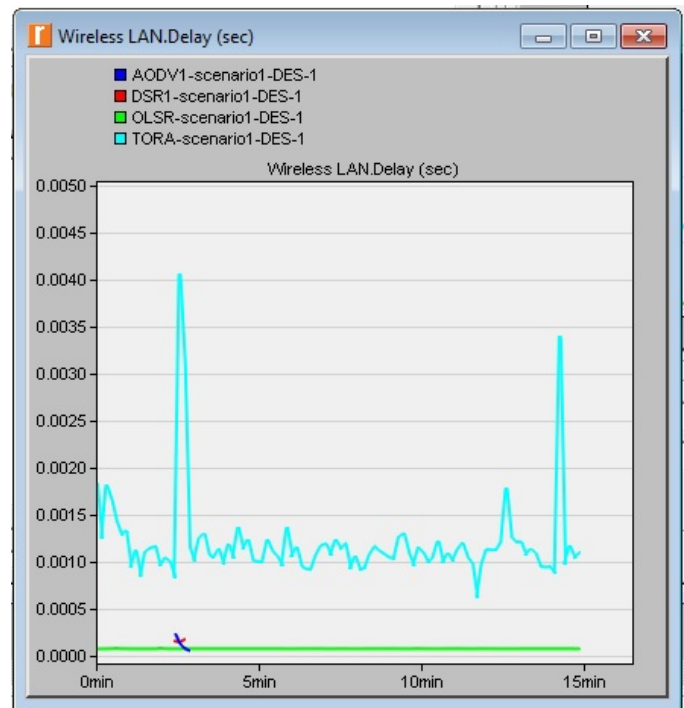 Wireless LAN.Delay (sec)
AODV1-scenario1-DES-1
DSR1-scenario1-DES-1
OLSR-scenario1-DES-1
TORA-scenario1-DES-1
Wireless LAN.Delay (sec)
0.0050
0.0045
0.0040
0.0035
0.0030
0.0025
0.0020
0.0015
0.0010
0.0005
0.0000
0min 5min 10min 15min